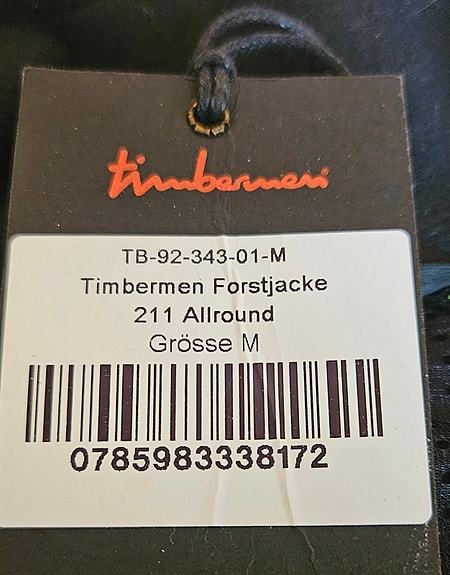 timbermen
TB-92-343-01-M
Timbermen Forstjacke
211 Allround
Grösse M
0785983338172